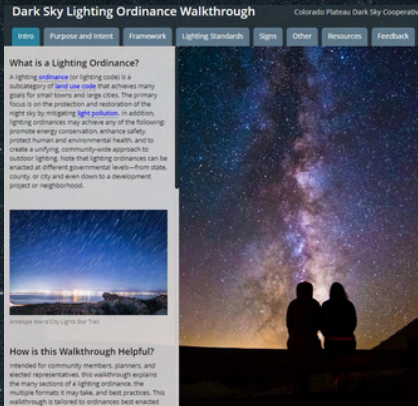 Dark Sky Lighting Ordinance Walkthrough
Colorado Plateau Dark Sky Cooperativ
Intro
Purpose and Intent
Framework
Lighting Standards
Signs
Other
Resources
Feedback
What is a Lighting Ordinance?
A lighting ordinance (or lighting code) is a
subcategory of land use code that achieves many
goals for small towns and large cities. The primary
focus is on the protection and restoration of the
night sky by mitigating light pollution. In addition,
lighting ordinances may achieve any of the following:
promote energy conservation, enhance safety,
protect human and environmental health, and to
create a unifying, community-wide approach to
outdoor lighting. Note that lighting ordinances can be
enacted at different governmental levels—from state,
county, or city and even down to a development
project or neighborhood.
Antelope Island City Lights Star Trail
How is this Walkthrough Helpful?
Intended for community members, planners, and
elected representatives, this walkthrough explains
the many sections of a lighting ordinance, the
multiple formats it may take, and best practices. This
walkthrough is tailored to ordinances best enacted